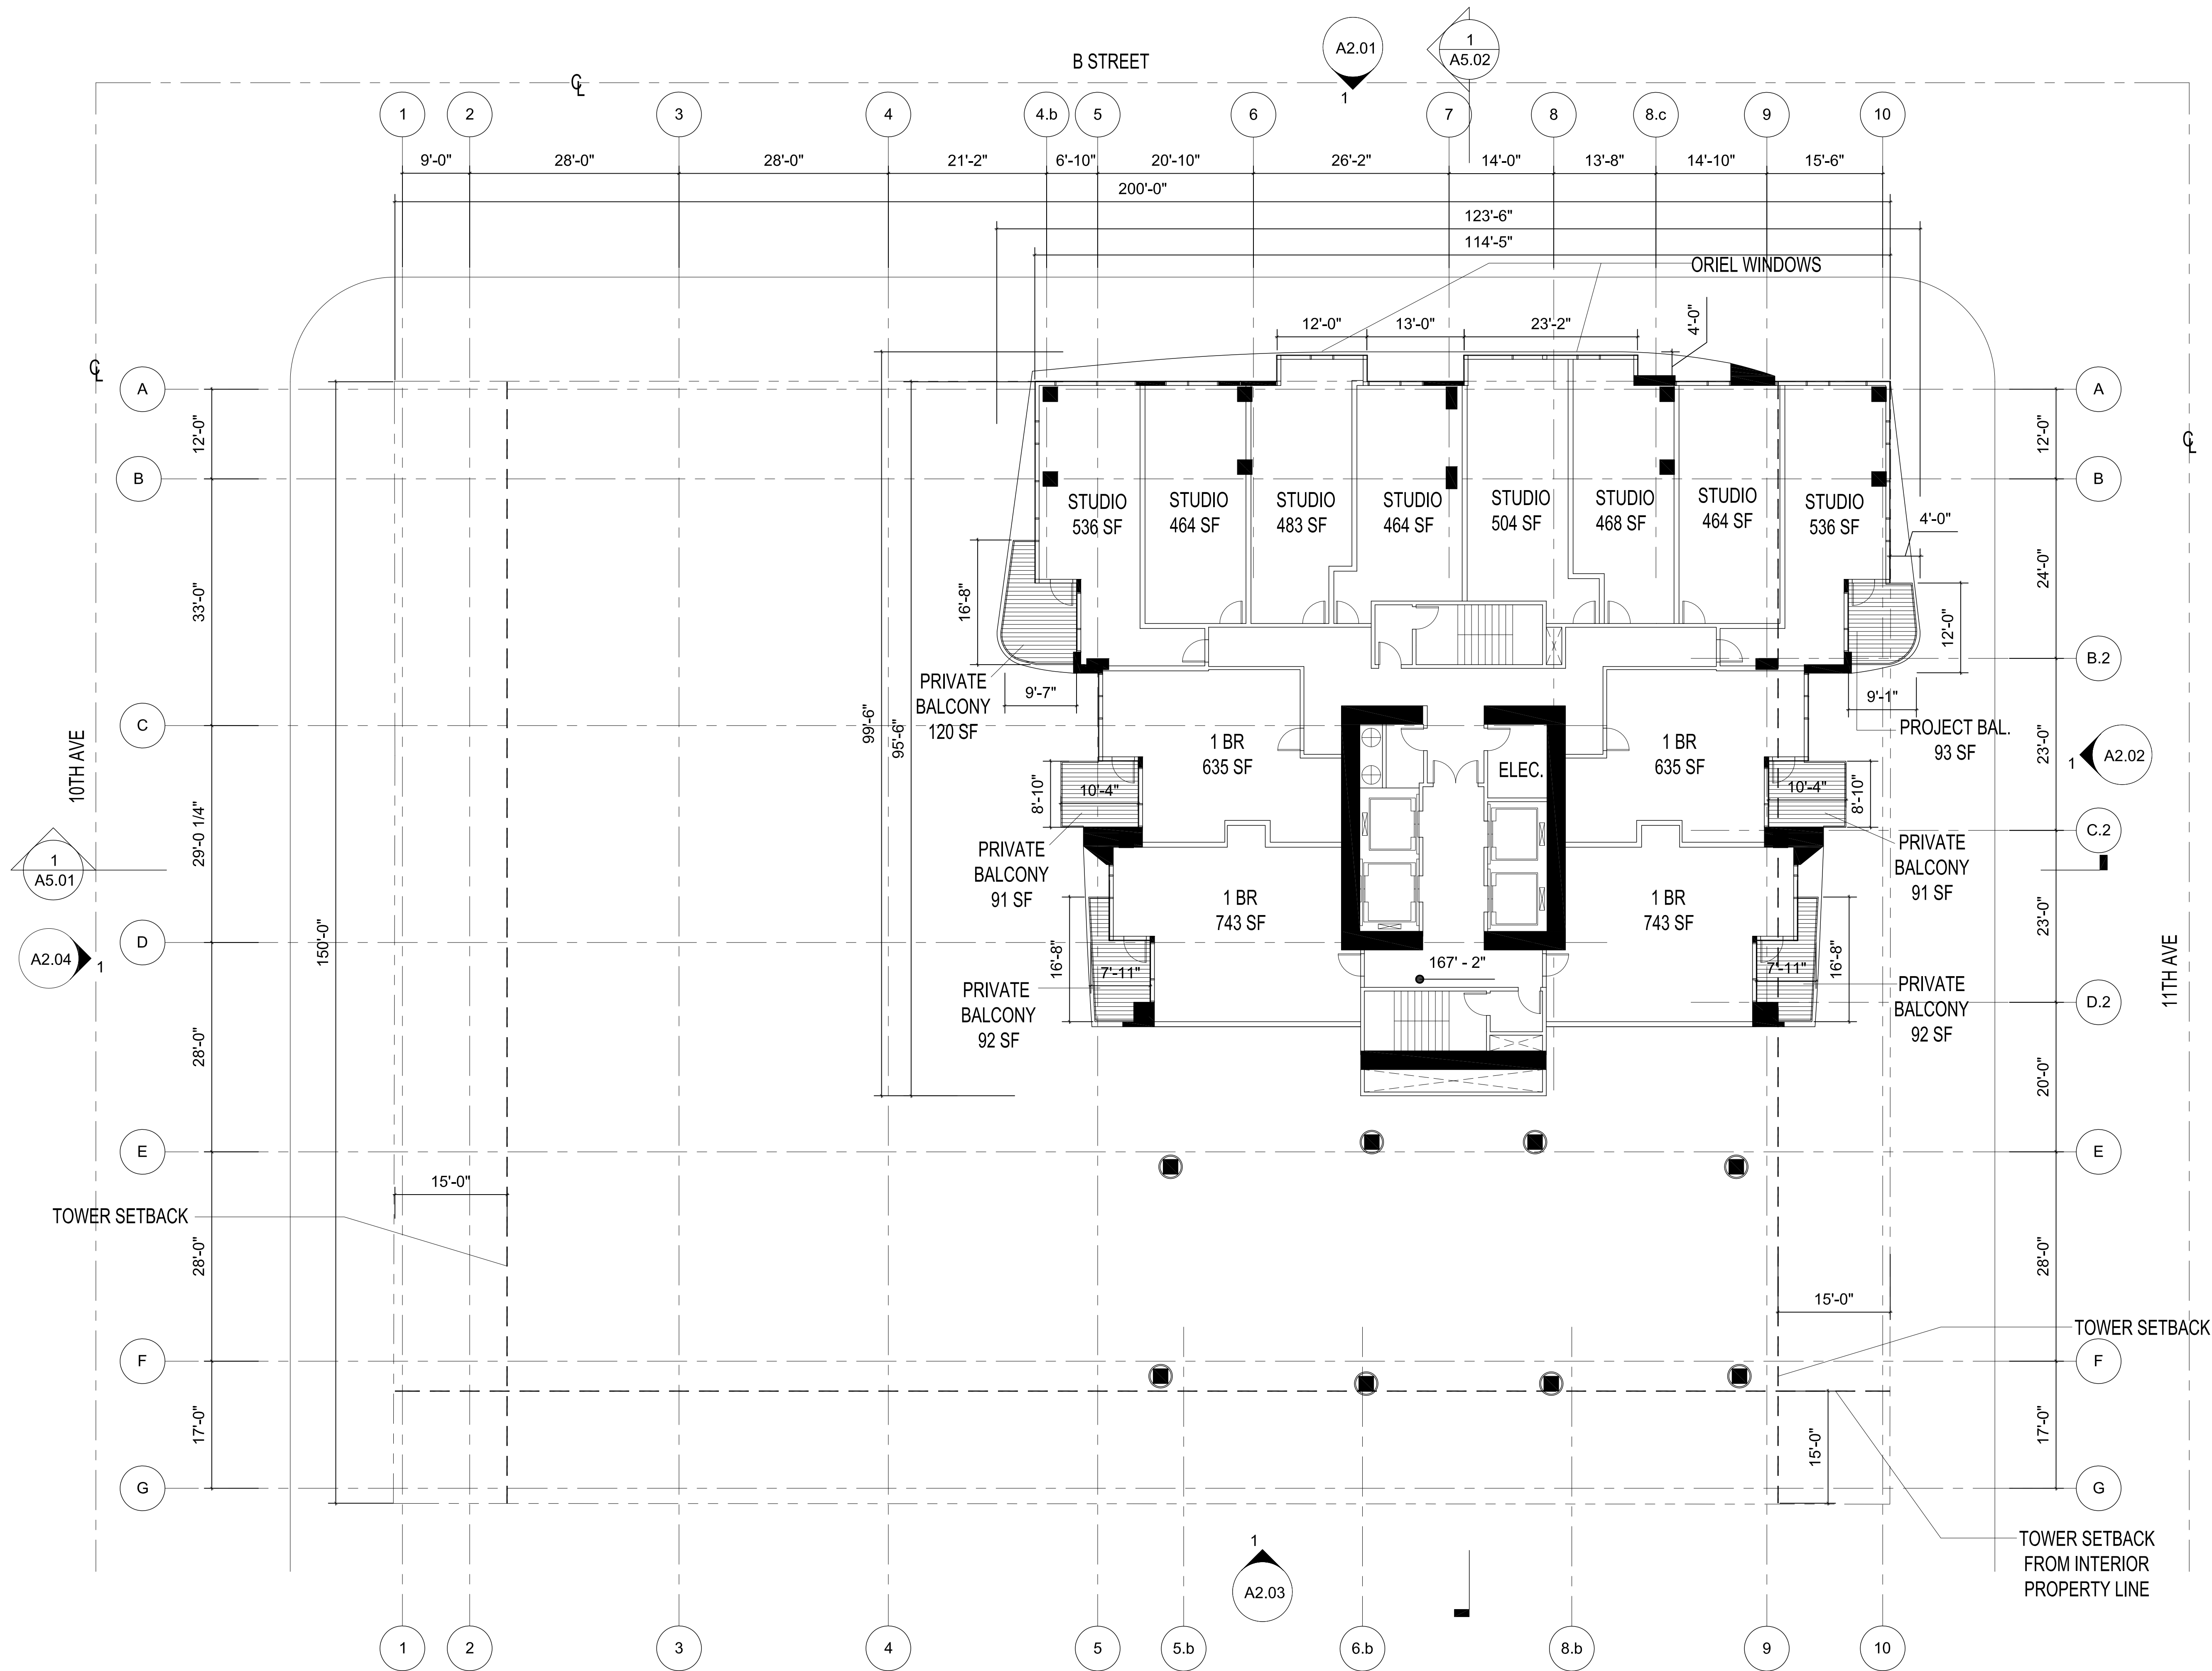 B STREET
A2.01
1
1
A5.02
℄
1
2
3
4
4.b
5
6
7
8
8.c
9
10
9'-0"
28'-0"
28'-0"
21'-2"
6'-10"
20'-10"
26'-2"
14'-0"
13'-8"
14'-10"
15'-6"
200'-0"
123'-6"
114'-5"
ORIEL WINDOWS
12'-0"
13'-0"
23'-2"
4'-0"
℄
℄
A
A
12'-0"
12'-0"
B
B
STUDIO
536 SF
STUDIO
464 SF
STUDIO
483 SF
STUDIO
464 SF
STUDIO
504 SF
STUDIO
468 SF
STUDIO
464 SF
STUDIO
536 SF
4'-0"
33'-0"
24'-0"
16'-8"
12'-0"
B.2
PRIVATE
BALCONY
120 SF
9'-7"
9'-1"
99'-6"
95'-6"
C
PROJECT BAL.
93 SF
1 BR
635 SF
1 BR
635 SF
ELEC.
10TH AVE
23'-0"
1
A2.02
8'-10"
10'-4"
10'-4"
8'-10"
29'-0 1/4"
C.2
PRIVATE
BALCONY
91 SF
PRIVATE
BALCONY
91 SF
1
A5.01
1 BR
743 SF
1 BR
743 SF
23'-0"
150'-0"
D
A2.04
1
16'-8"
7'-11"
167' - 2"
7'-11"
16'-8"
11TH AVE
PRIVATE
BALCONY
92 SF
PRIVATE
BALCONY
92 SF
D.2
28'-0"
20'-0"
E
E
15'-0"
TOWER SETBACK
28'-0"
28'-0"
15'-0"
TOWER SETBACK
F
F
17'-0"
17'-0"
15'-0"
G
G
TOWER SETBACK
FROM INTERIOR
PROPERTY LINE
1
A2.03
1
2
3
4
5
5.b
6.b
8.b
9
10